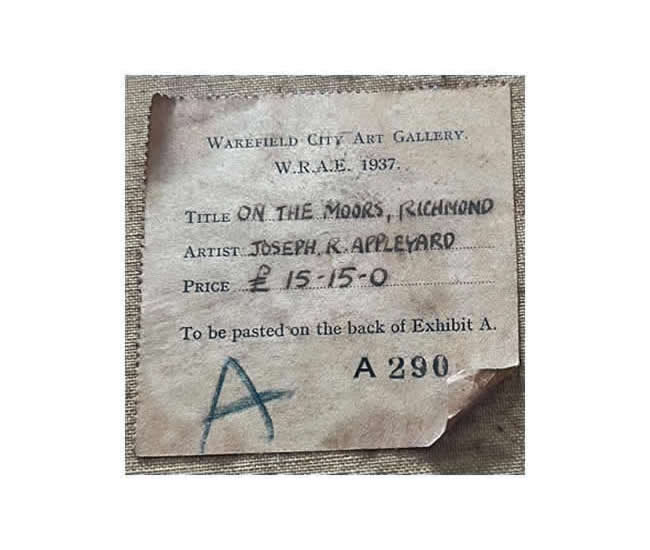 WAKEFIELD CITY ART GALLERY.
W.R.A.E. 1937.
TITLE ON THE MOORS, RICHMOND
ARTIST JOSEPH. R. APPLEYARD
PRICE £ 15-15-0
To be pasted on the back of Exhibit A.
A 290
A